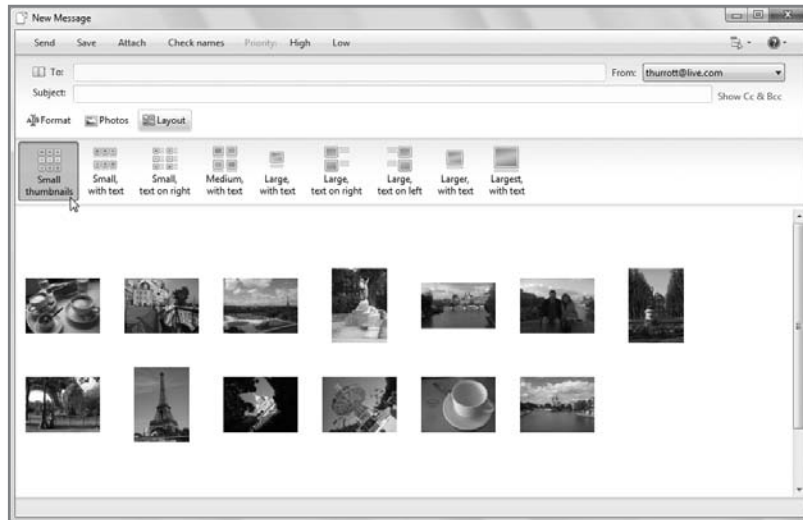 New Message
Send Save Attach Check names Priority: High Low
To: From: thurrott@live.com
Subject: Show Cc & Bcc
Format Photos Layout
Small thumbnails
Small, with text
Small, text on right
Medium, with text
Large, with text
Large, text on right
Large, text on left
Larger, with text
Largest, with text